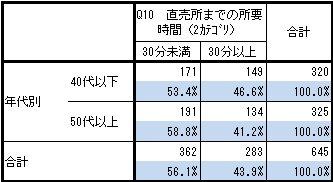 Q10 直売所までの所要
時間（2ｶﾃｺﾞﾘ）
合計
30分未満 30分以上
年代別
40代以下 171 149 320
53.4% 46.6% 100.0%
50代以上 191 134 325
58.8% 41.2% 100.0%
合計 362 283 645
56.1% 43.9% 100.0%